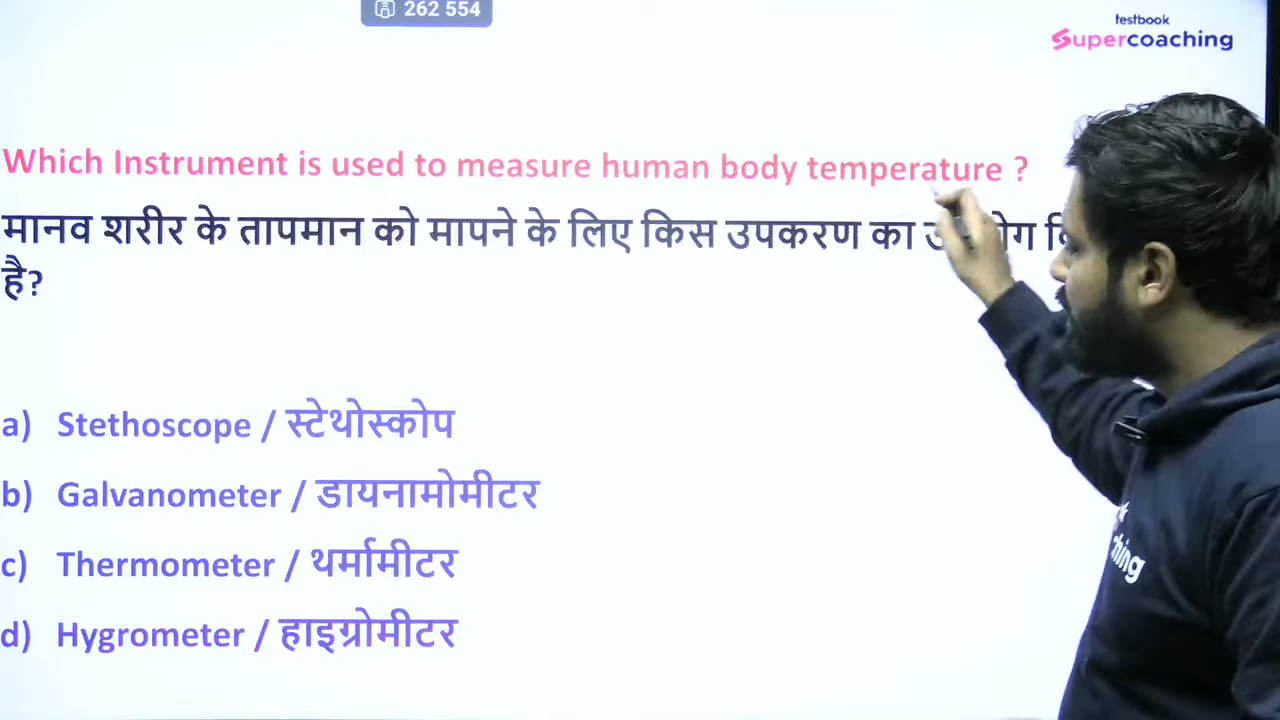 262 554
testbook
Supercoaching
Which Instrument is used to measure human body temperature ?
मानव शरीर के तापमान को मापने के लिए किस उपकरण का
है?
a) Stethoscope / स्टेथोस्कोप
b) Galvanometer / डायनामोमीटर
c) Thermometer / थर्मामीटर
d) Hygrometer / हाइग्रोमीटर